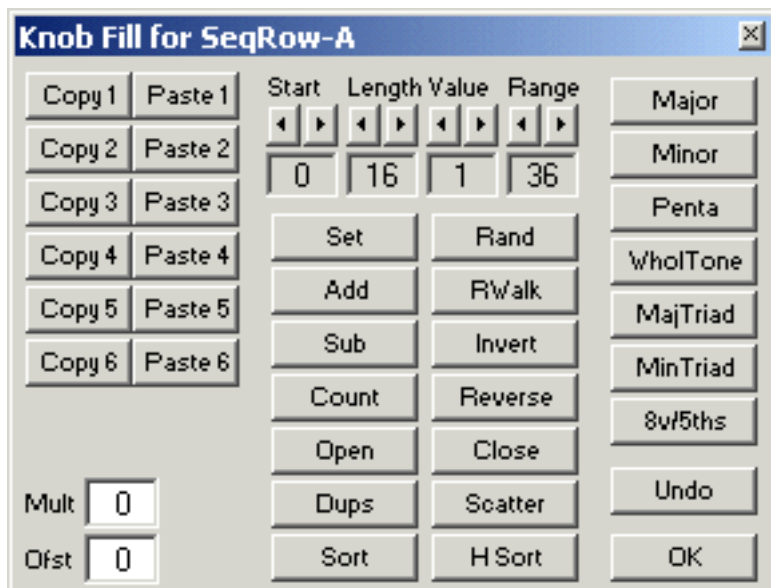 Knob Fill for SeqRow-A
Copy 1 Paste 1
Copy 2 Paste 2
Copy 3 Paste 3
Copy 4 Paste 4
Copy 5 Paste 5
Copy 6 Paste 6
Mult 0
Ofst 0
Start Length Value Range
0 16 1 36
Set Rand
Add RWalk
Sub Invert
Count Reverse
Open Close
Dups Scatter
Sort H Sort
Major
Minor
Penta
WholTone
MajTriad
MinTriad
8v/5ths
Undo
OK